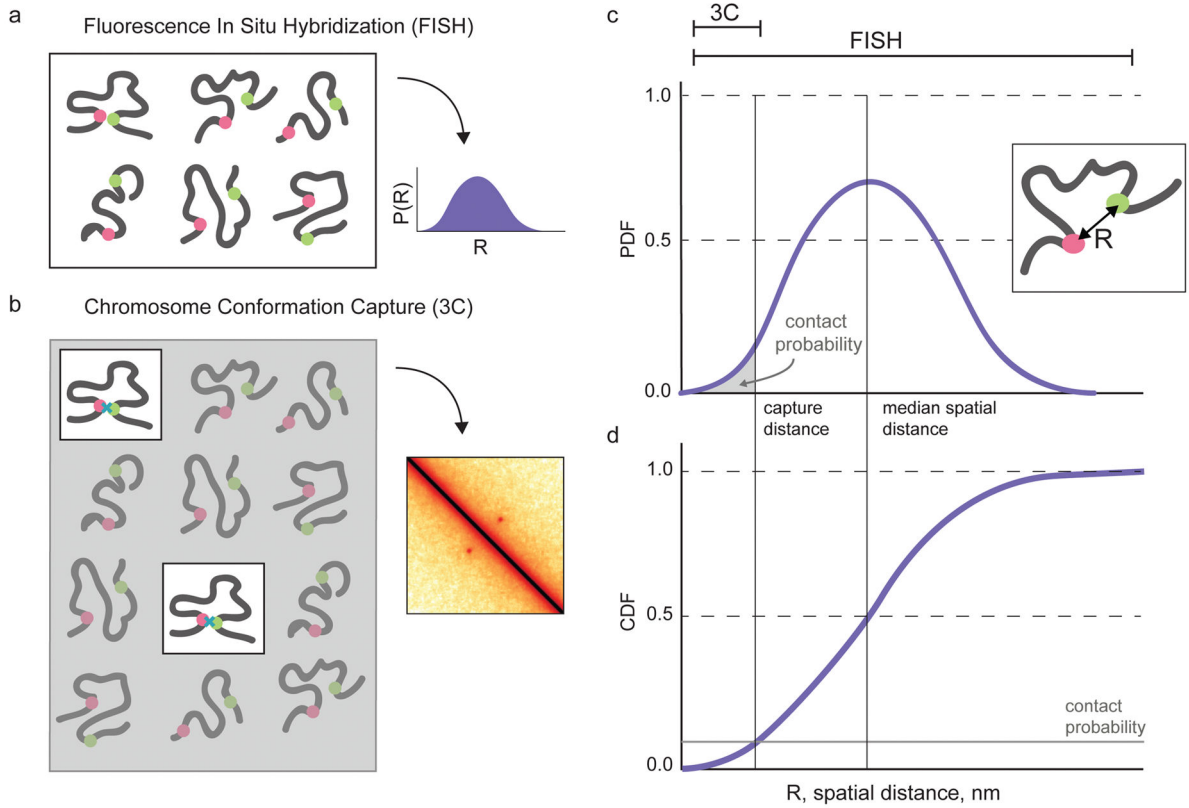 a
Fluorescence In Situ Hybridization (FISH)
P(R)
R
b
Chromosome Conformation Capture (3C)
c
3C
FISH
1.0
0.5
0.0
PDF
contact
probability
R
capture
distance
median spatial
distance
d
1.0
0.5
0.0
CDF
contact
probability
R, spatial distance, nm